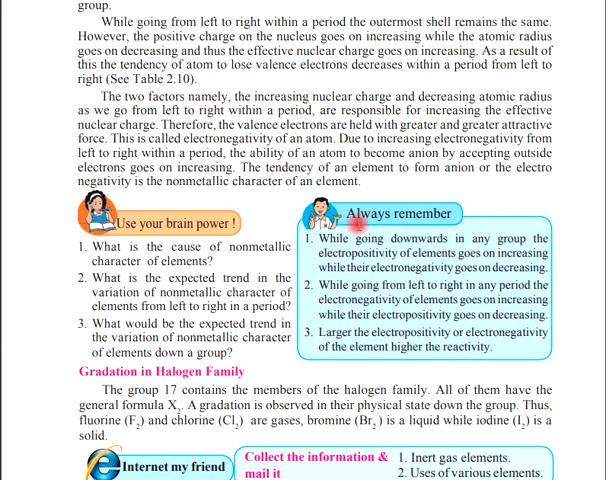 group.
While going from left to right within a period the outermost shell remains the same.
However, the positive charge on the nucleus goes on increasing while the atomic radius
goes on decreasing and thus the effective nuclear charge goes on increasing. As a result of
this the tendency of atom to lose valence electrons decreases within a period from left to
right (See Table 2.10).
The two factors namely, the increasing nuclear charge and decreasing atomic radius
as we go from left to right within a period, are responsible for increasing the effective
nuclear charge. Therefore, the valence electrons are held with greater and greater attractive
force. This is called electronegativity of an atom. Due to increasing electronegativity from
left to right within a period, the ability of an atom to become anion by accepting outside
electrons goes on increasing. The tendency of an element to form anion or the electro
negativity is the nonmetallic character of an element.
Use your brain power !
1. What is the cause of nonmetallic
character of elements?
2. What is the expected trend in the
variation of nonmetallic character of
elements from left to right in a period?
3. What would be the expected trend in
the variation of nonmetallic character
of elements down a group?
Always remember
1. While going downwards in any group the
electropositivity of elements goes on increasing
while their electronegativity goes on decreasing.
2. While going from left to right in any period the
electronegativity of elements goes on increasing
while their electropositivity goes on decreasing.
3. Larger the electropositivity or electronegativity
of the element higher the reactivity.
Gradation in Halogen Family
The group 17 contains the members of the halogen family. All of them have the
general formula X₂. A gradation is observed in their physical state down the group. Thus,
fluorine (F₂) and chlorine (Cl₂) are gases, bromine (Br₂) is a liquid while iodine (I₂) is a
solid.
Internet my friend
Collect the information &
mail it
1. Inert gas elements.
2. Uses of various elements.